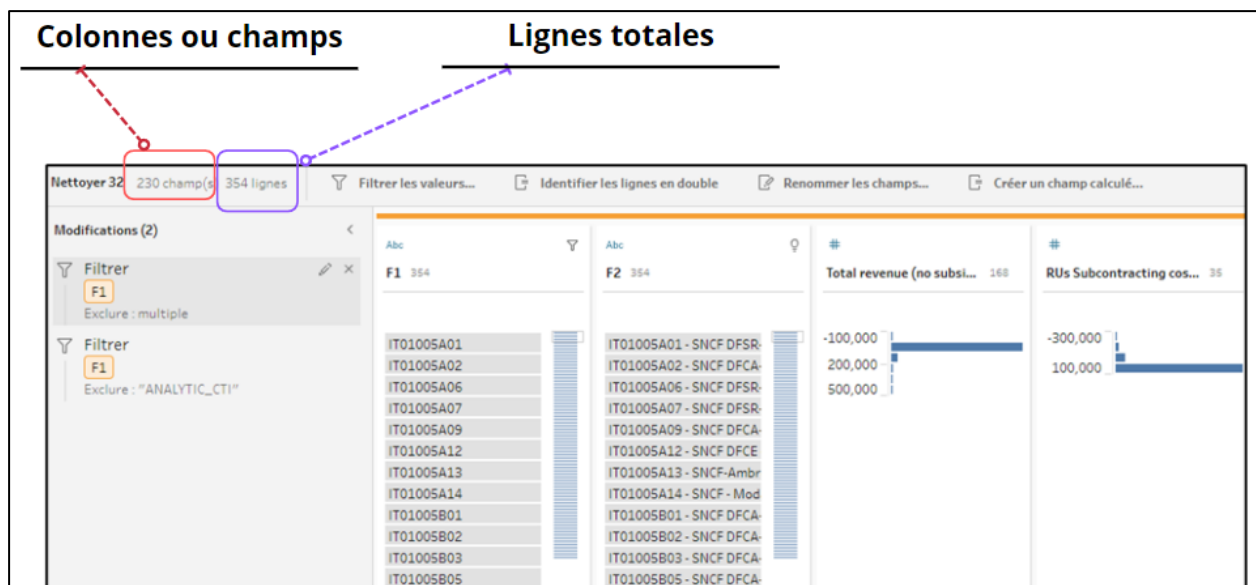 Colonnes ou champs
Lignes totales
Nettoyer 32 230 champ(s 354 lignes Filtrer les valeurs... Identifier les lignes en double Renommer les champs... Créer un champ calculé...
Modifications (2)
Filtrer
F1
Exclure : multiple
Filtrer
F1
Exclure : "ANALYTIC_CTI"
Abc
F1 354
IT01005A01
IT01005A02
IT01005A06
IT01005A07
IT01005A09
IT01005A12
IT01005A13
IT01005A14
IT01005B01
IT01005B02
IT01005B03
IT01005B05
Abc
F2 354
IT01005A01 - SNCF DFSR-
IT01005A02 - SNCF DFCA-
IT01005A06 - SNCF DFSR-
IT01005A07 - SNCF DFSR-
IT01005A09 - SNCF DFCA-
IT01005A12 - SNCF DFCE
IT01005A13 - SNCF-Ambr
IT01005A14 - SNCF - Mod
IT01005B01 - SNCF DFCA-
IT01005B02 - SNCF DFCA-
IT01005B03 - SNCF DFCA-
IT01005B05 - SNCF DFCA-
#
Total revenue (no subsi... 168
-100,000
200,000
500,000
#
RUs Subcontracting cos... 35
-300,000
100,000